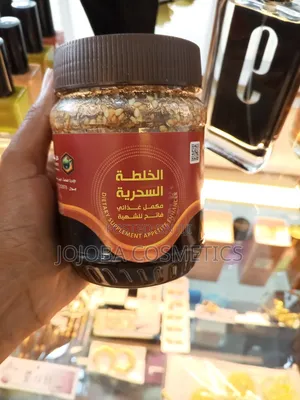 الخلطة
السحرية
مكمل غذائي
فاتح للشهية
DIETARY SUPPLEMENT APPETITE ENHANCER
JOJOBA COSMETICS
e